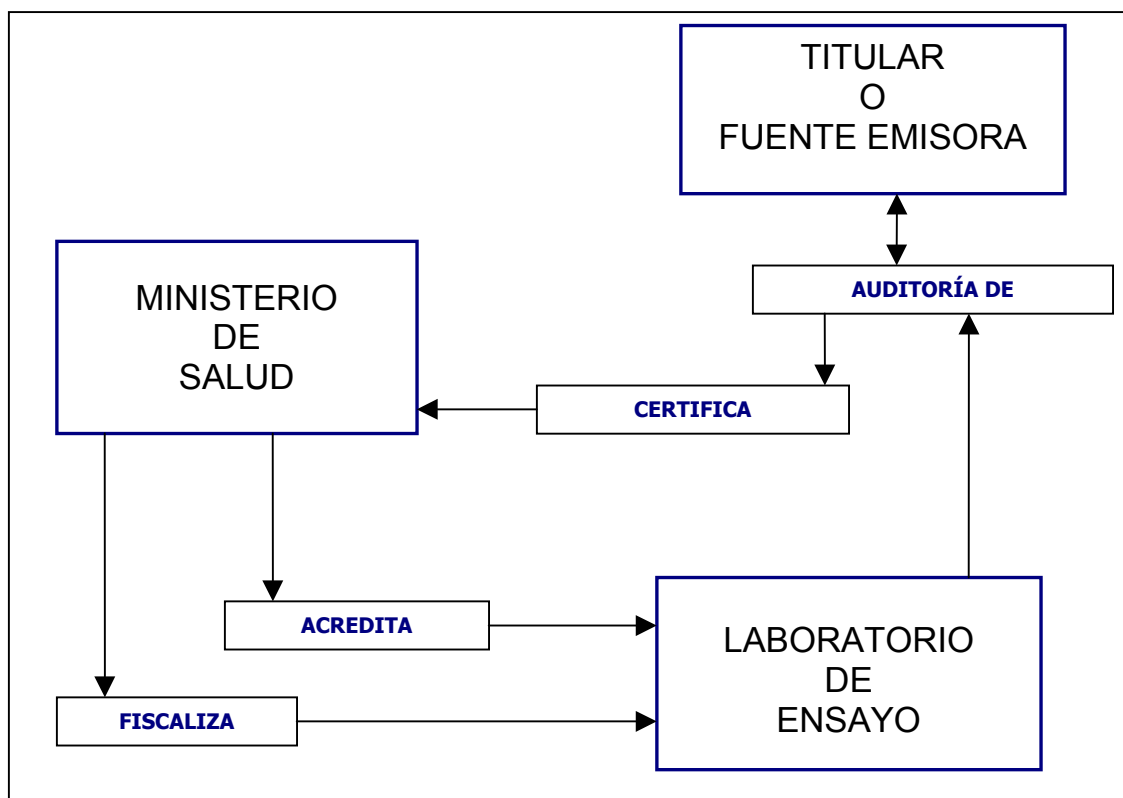 TITULAR
O
FUENTE EMISORA
AUDITORÍA DE
MINISTERIO
DE
SALUD
CERTIFICA
ACREDITA
LABORATORIO
DE
ENSAYO
FISCALIZA